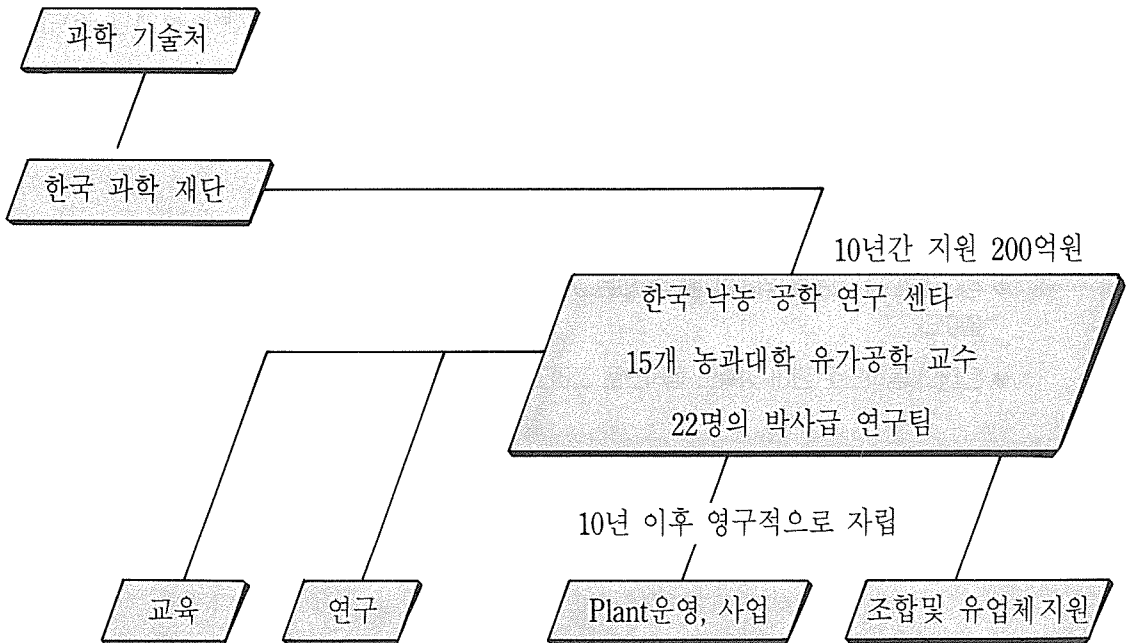 과학 기술처
한국 과학 재단
10년간 지원 200억원
한국 낙농 공학 연구 센타
15개 농과대학 유가공학 교수
22명의 박사급 연구팀
10년 이후 영구적으로 자립
교육
연구
Plant운영, 사업
조합및 유업체지원